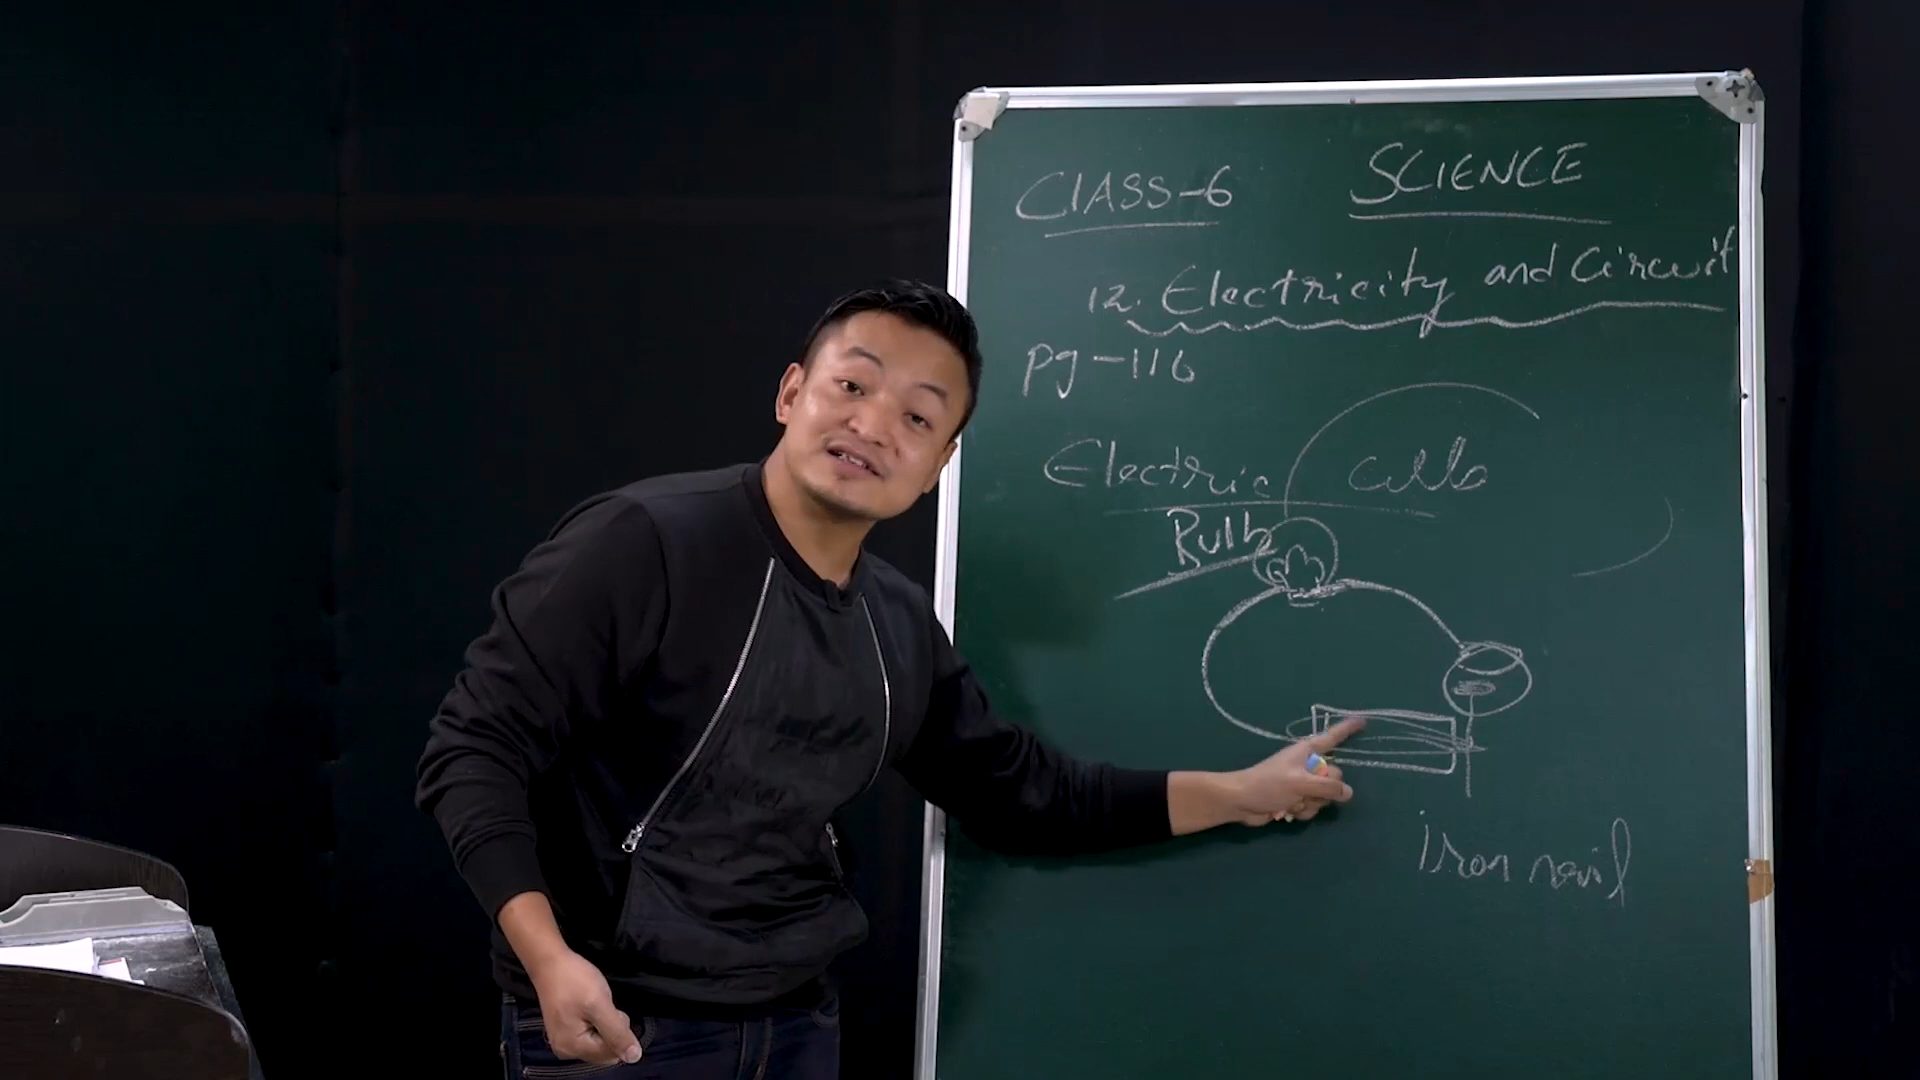 CLASS-6 SCIENCE
12. Electricity and Circuit
Pg-116
Electric Cells
Bulb
iron nail